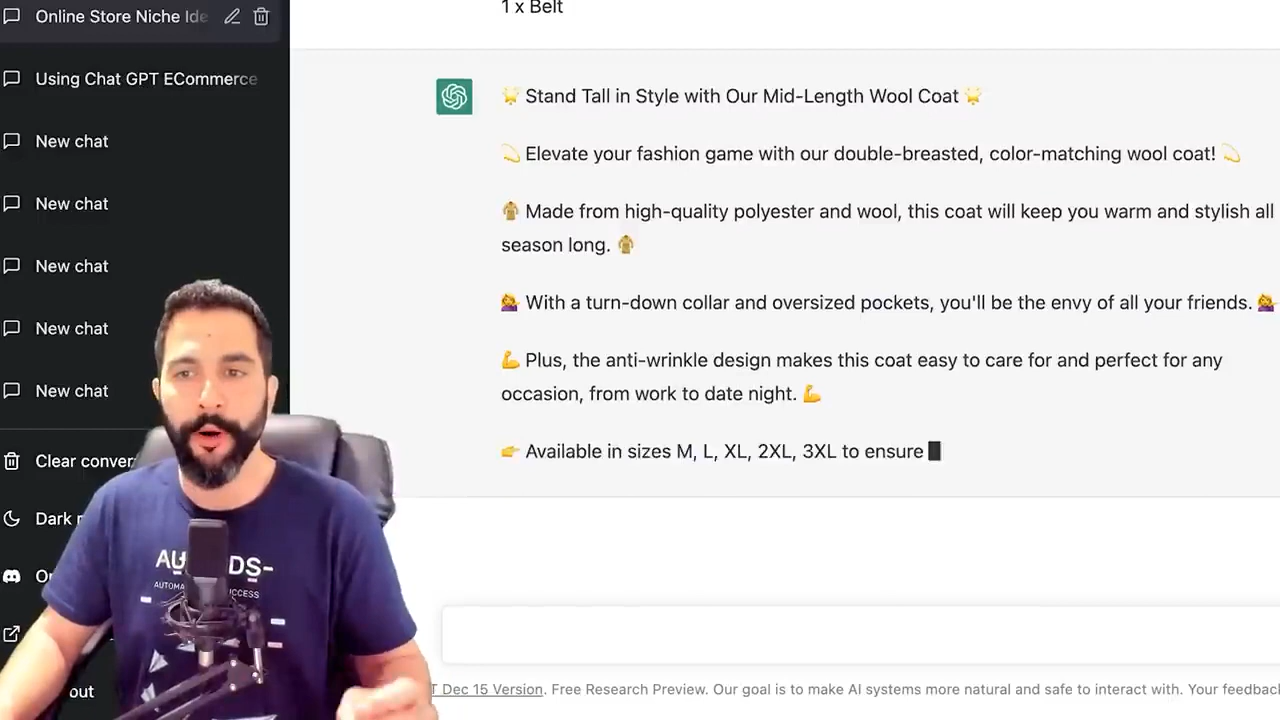 Online Store Niche Ide
Using Chat GPT ECommerce
New chat
New chat
New chat
New chat
New chat
Clear conver
Dark
out
1 x Belt
🌟 Stand Tall in Style with Our Mid-Length Wool Coat 🌟
💫 Elevate your fashion game with our double-breasted, color-matching wool coat! 💫
🧥 Made from high-quality polyester and wool, this coat will keep you warm and stylish all
season long. 🧥
💁‍♀️ With a turn-down collar and oversized pockets, you'll be the envy of all your friends. 💁‍♀️
💪 Plus, the anti-wrinkle design makes this coat easy to care for and perfect for any
occasion, from work to date night. 💪
👉 Available in sizes M, L, XL, 2XL, 3XL to ensure
T Dec 15 Version. Free Research Preview. Our goal is to make AI systems more natural and safe to interact with. Your feedbac